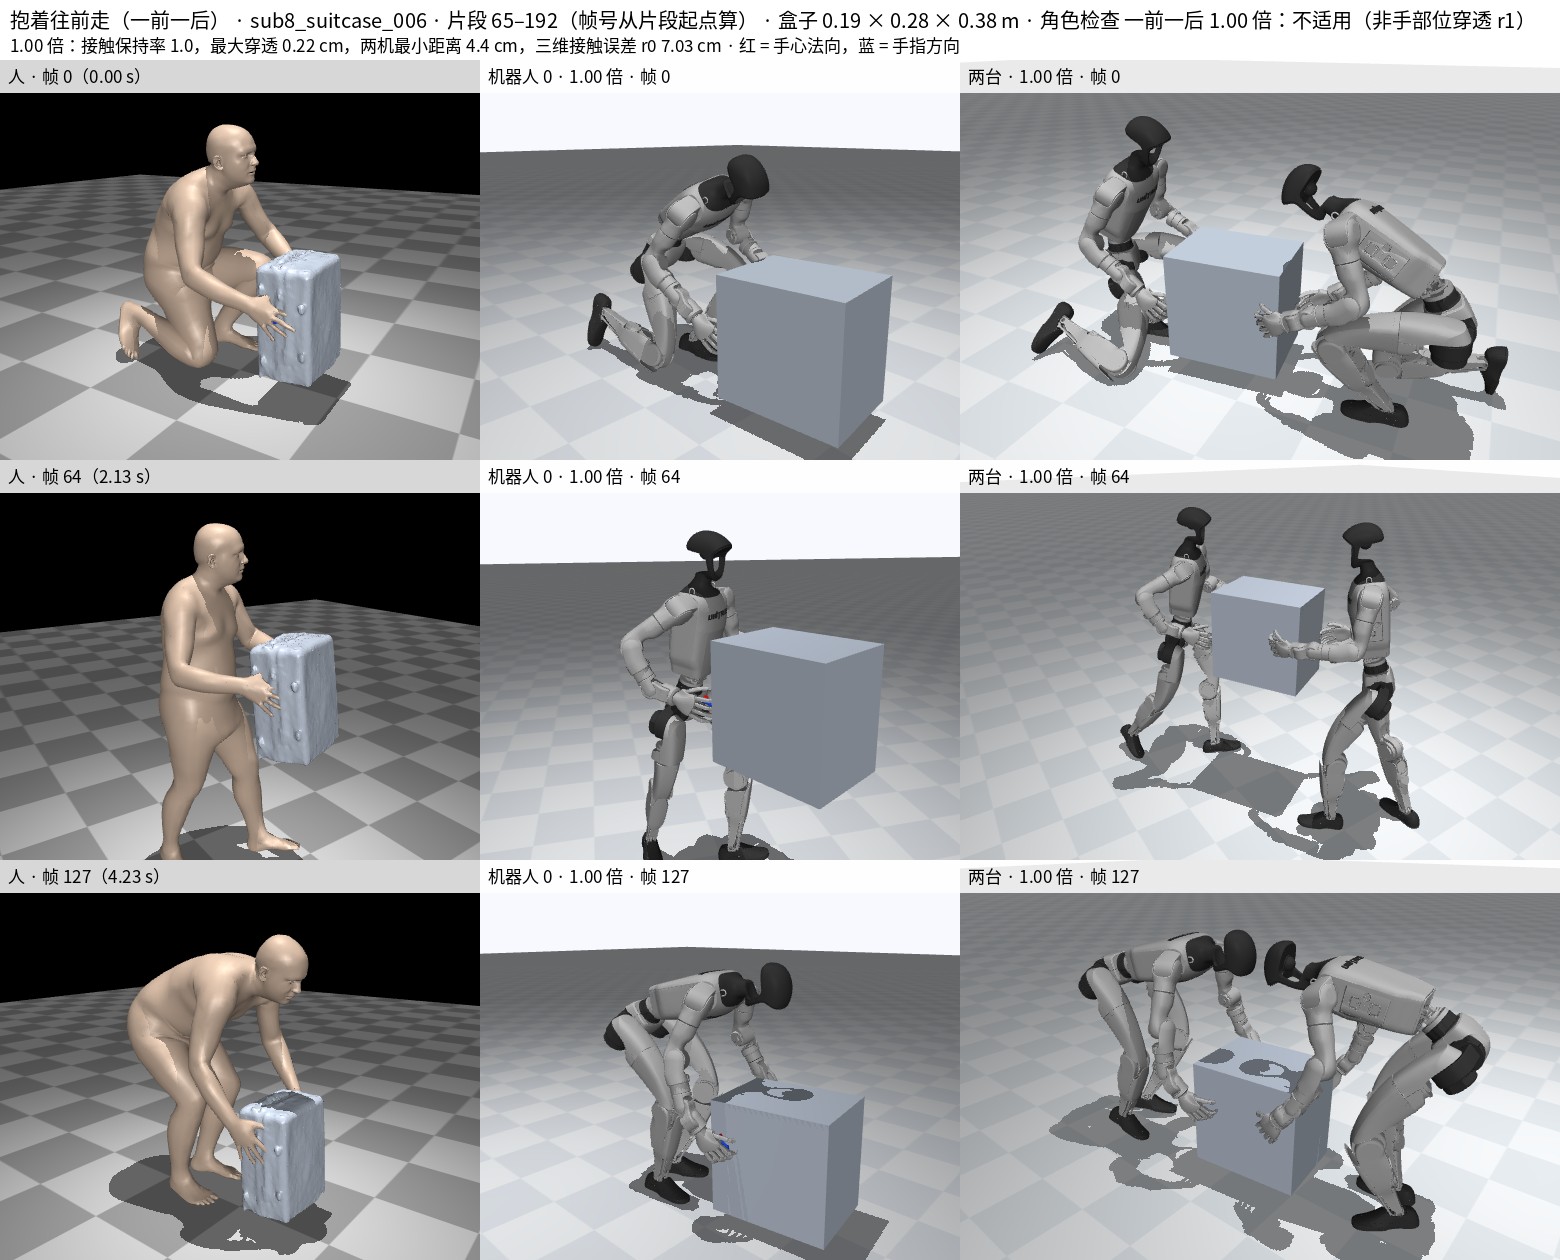 抱着往前走（一前一后） · sub8_suitcase_006 · 片段 65–192（帧号从片段起点算） · 盒子 0.19 × 0.28 × 0.38 m · 角色检查 一前一后 1.00 倍：不适用（非手部位穿透 r1）
1.00 倍：接触保持率 1.0，最大穿透 0.22 cm，两机最小距离 4.4 cm，三维接触误差 r0 7.03 cm · 红 = 手心法向，蓝 = 手指方向
人 · 帧 0（0.00 s）
机器人 0 · 1.00 倍 · 帧 0
两台 · 1.00 倍 · 帧 0
人 · 帧 64（2.13 s）
机器人 0 · 1.00 倍 · 帧 64
两台 · 1.00 倍 · 帧 64
人 · 帧 127（4.23 s）
机器人 0 · 1.00 倍 · 帧 127
两台 · 1.00 倍 · 帧 127